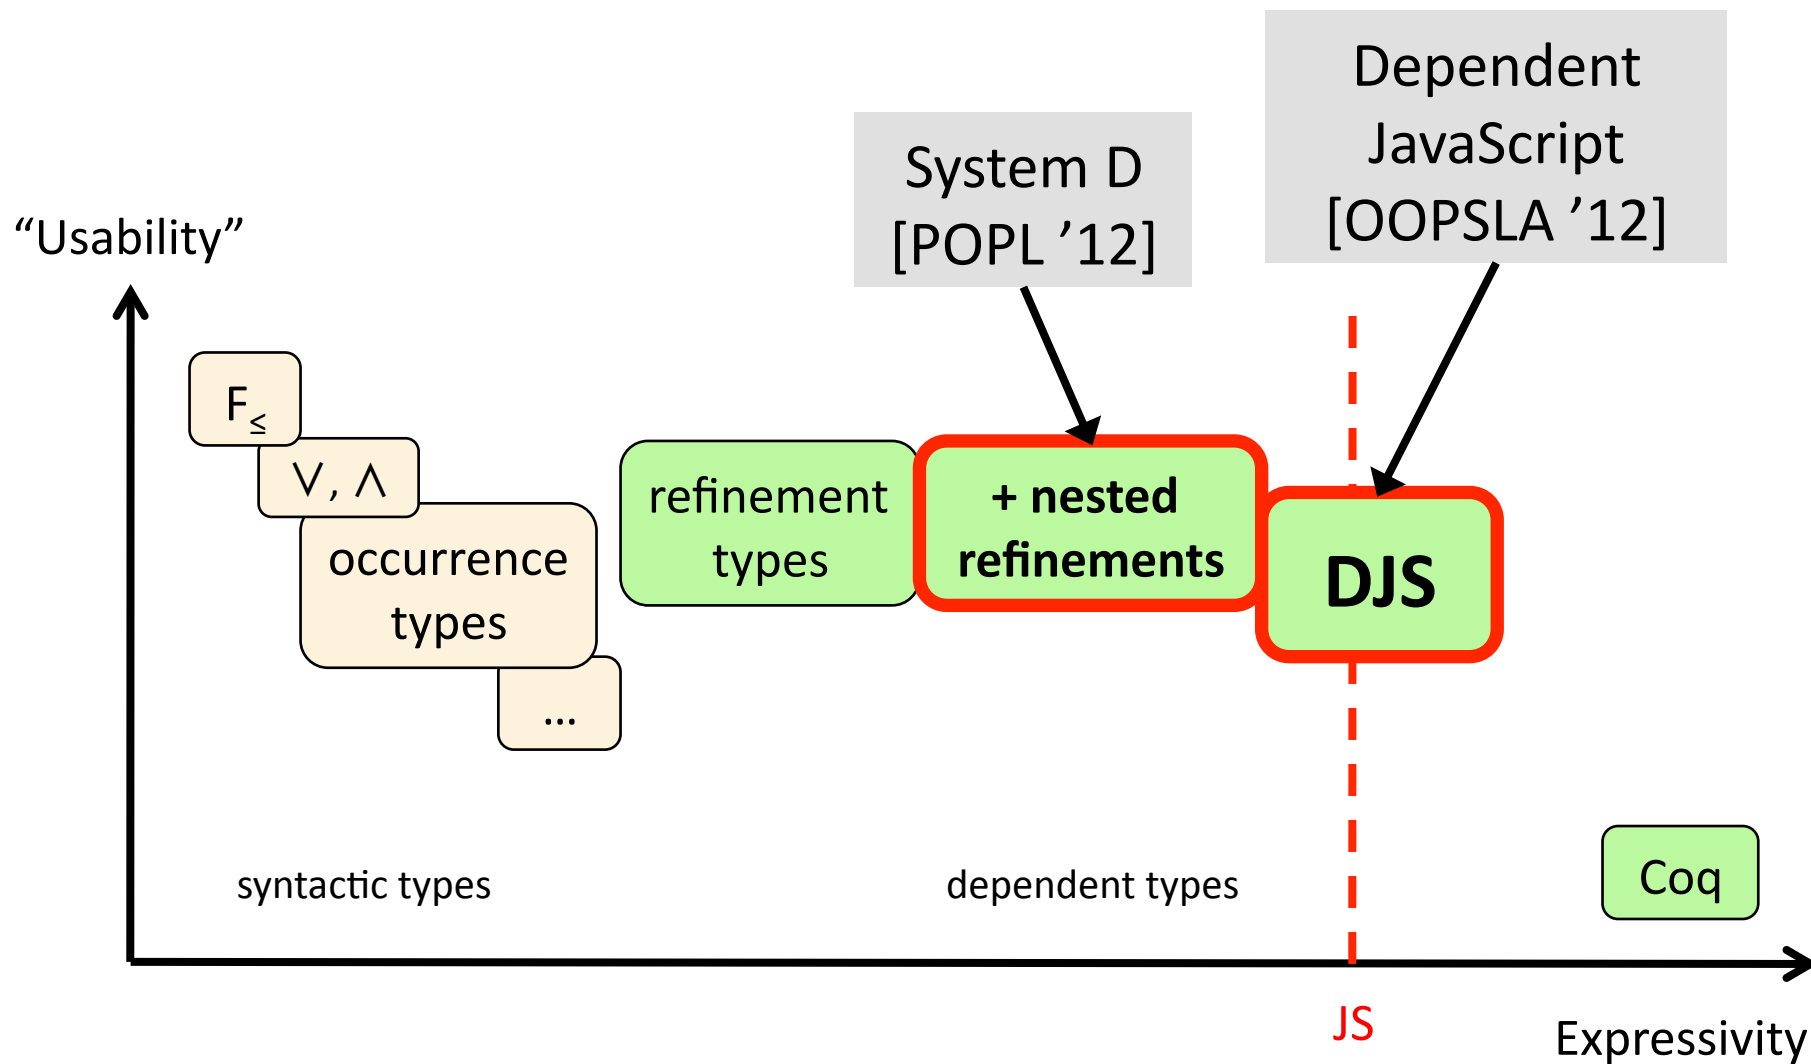 Dependent
JavaScript
[OOPSLA ’12]
System D
[POPL ’12]
“Usability”
F≤
∨, ∧
occurrence
types
...
refinement
types
+ nested
refinements
DJS
Coq
syntactic types
dependent types
JS
Expressivity